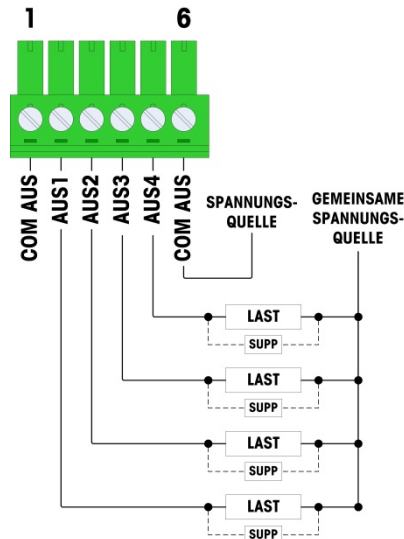 1 6
COM AUS
AUS1
AUS2
AUS3
AUS4
COM AUS
SPANNUNGS-
QUELLE
GEMEINSAME
SPANNUNGS-
QUELLE
LAST
SUPP
LAST
SUPP
LAST
SUPP
LAST
SUPP